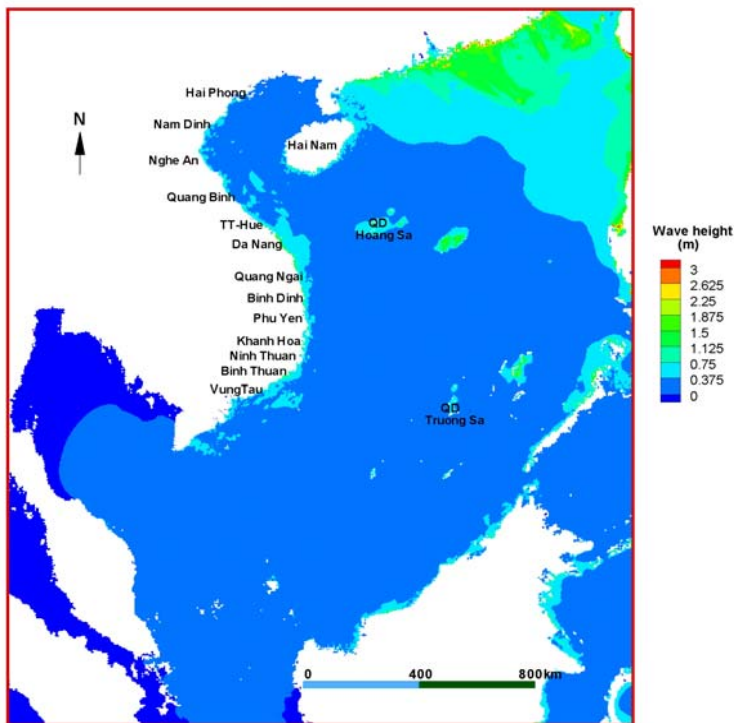 Hai Phong
N
Nam Dinh
Hai Nam
Nghe An
Quang Binh
QD
Hoang Sa
TT-Hue
Da Nang
Quang Ngai
Binh Dinh
Phu Yen
Khanh Hoa
Ninh Thuan
Binh Thuan
VungTau
QD
Truong Sa
0 400 800km
Wave height
(m)
3
2.625
2.25
1.875
1.5
1.125
0.75
0.375